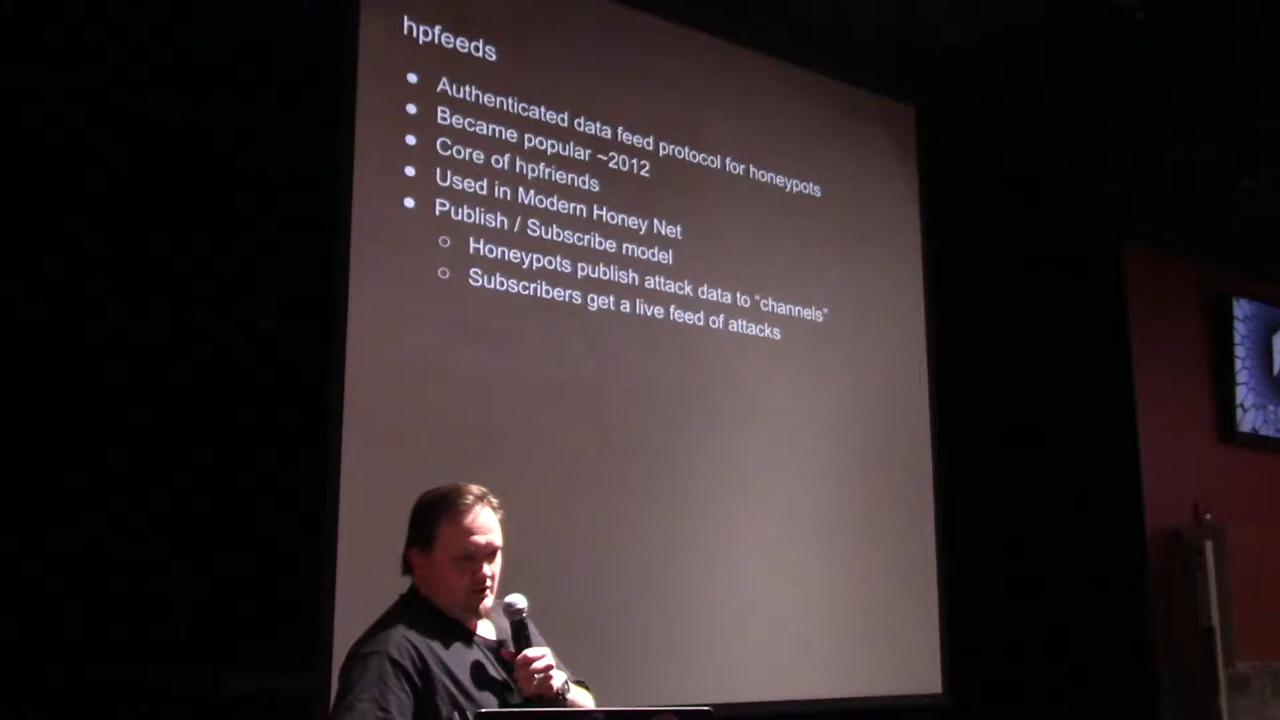 hpfeeds
● Authenticated data feed protocol for honeypots
● Became popular ~2012
● Core of hpfriends
● Used in Modern Honey Net
● Publish / Subscribe model
○ Honeypots publish attack data to “channels”
○ Subscribers get a live feed of attacks